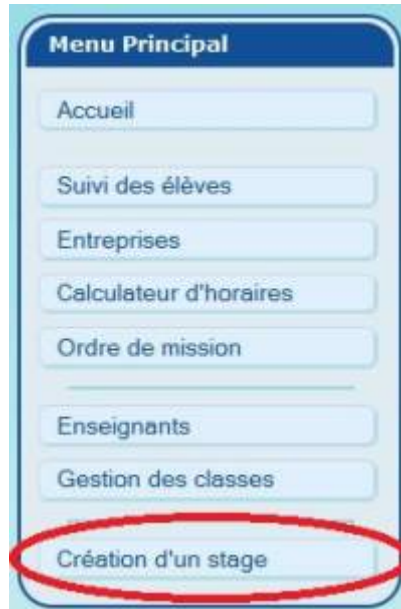 Menu Principal
Accueil
Suivi des élèves
Entreprises
Calculateur d'horaires
Ordre de mission
Enseignants
Gestion des classes
Création d'un stage